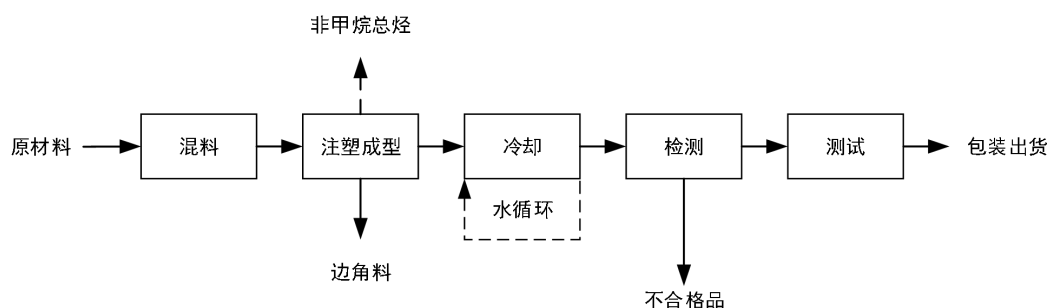 非甲烷总烃
原材料
混料
注塑成型
冷却
检测
测试
包装出货
水循环
边角料
不合格品